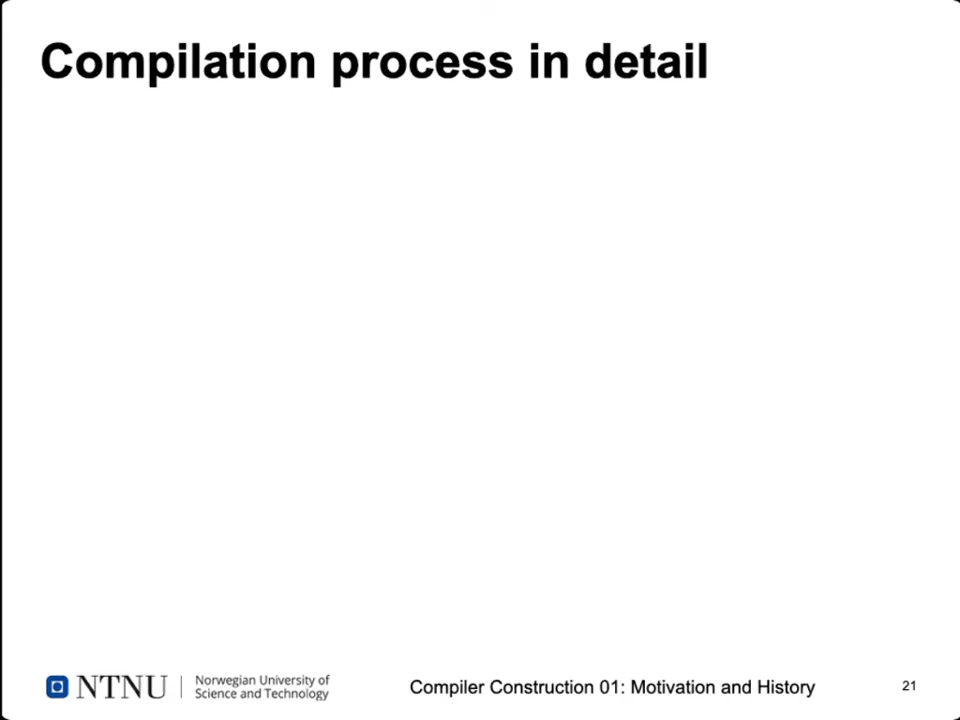 Compilation process in detail
NTNU
Norwegian University of
Science and Technology
Compiler Construction 01: Motivation and History
21